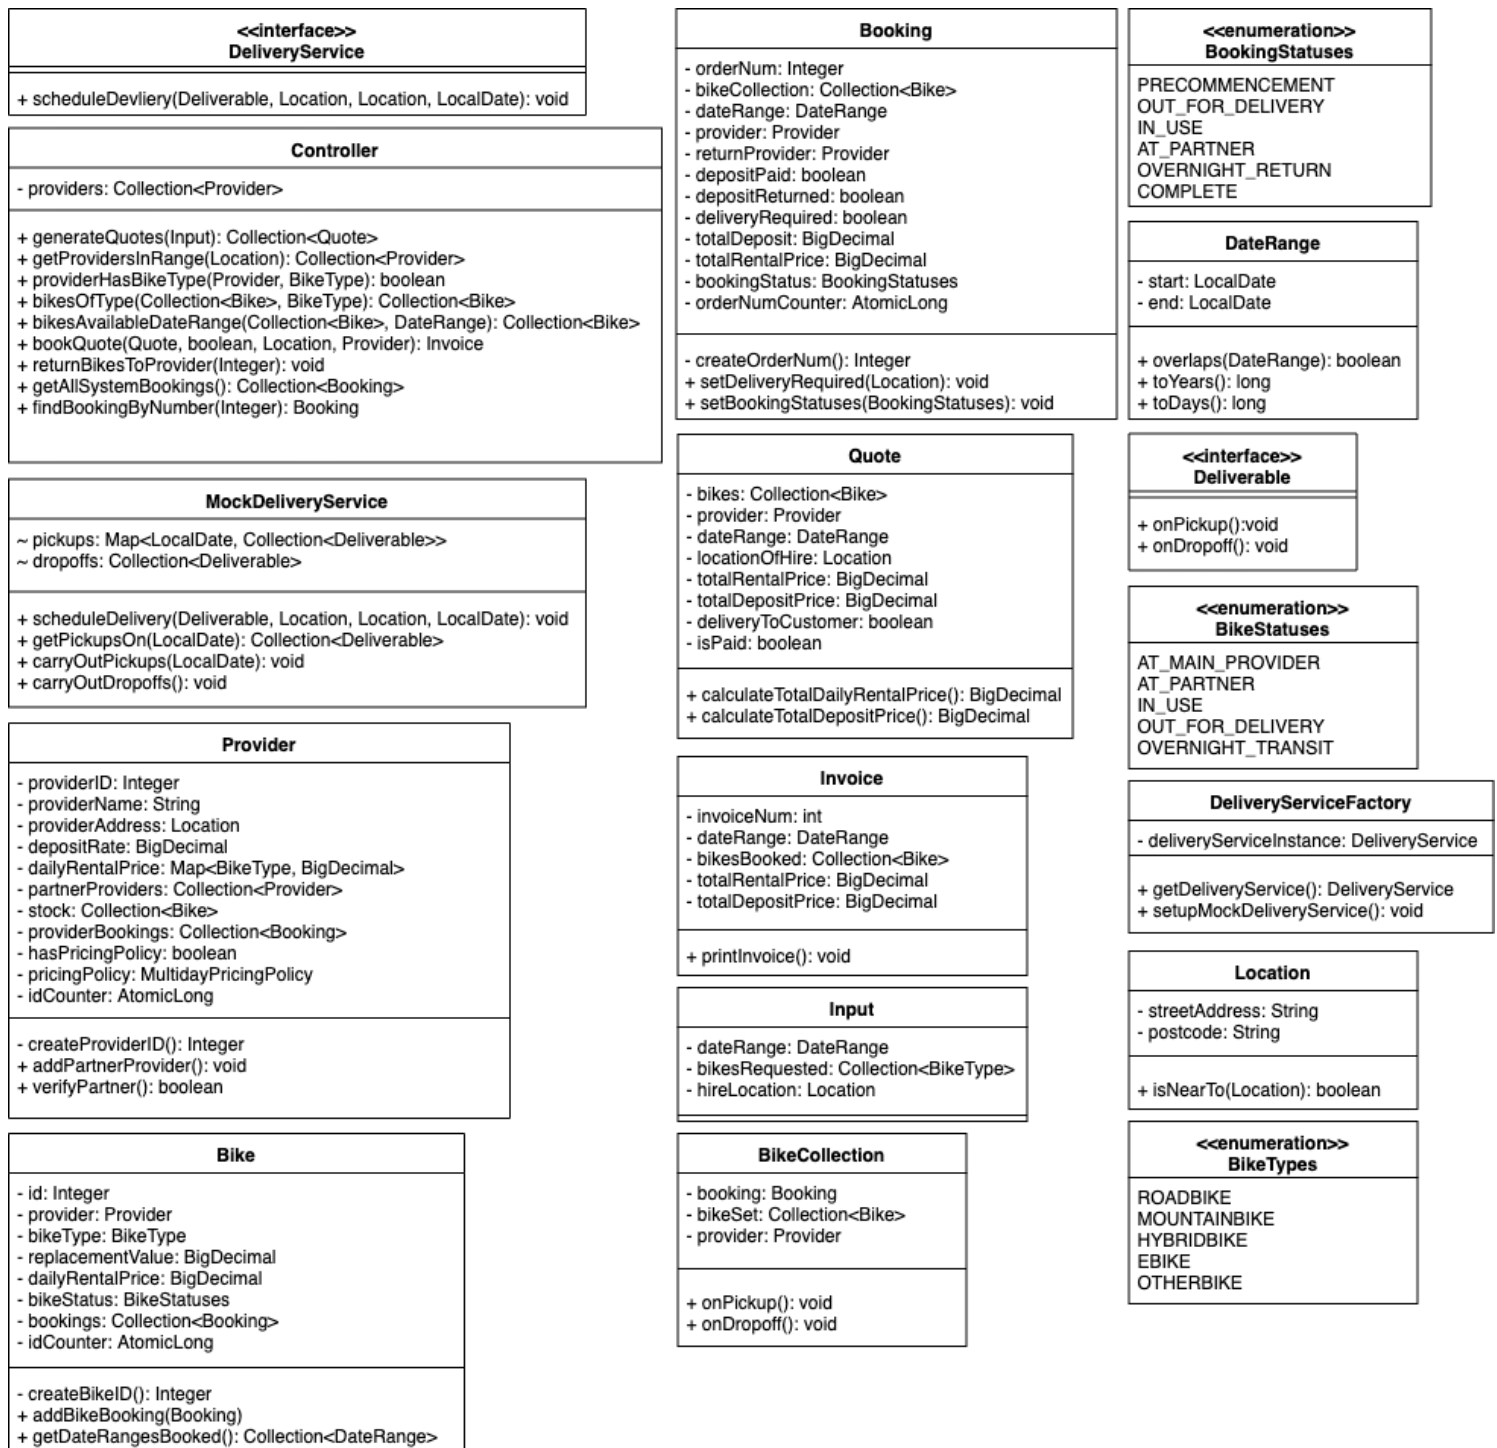 <<interface>>
DeliveryService
+ scheduleDevliery(Deliverable, Location, Location, LocalDate): void
Controller
- providers: Collection<Provider>
+ generateQuotes(Input): Collection<Quote>
+ getProvidersInRange(Location): Collection<Provider>
+ providerHasBikeType(Provider, BikeType): boolean
+ bikesOfType(Collection<Bike>, BikeType): Collection<Bike>
+ bikesAvailableDateRange(Collection<Bike>, DateRange): Collection<Bike>
+ bookQuote(Quote, boolean, Location, Provider): Invoice
+ returnBikesToProvider(Integer): void
+ getAllSystemBookings(): Collection<Booking>
+ findBookingByNumber(Integer): Booking
MockDeliveryService
~ pickups: Map<LocalDate, Collection<Deliverable>>
~ dropoffs: Collection<Deliverable>
+ scheduleDelivery(Deliverable, Location, Location, LocalDate): void
+ getPickupsOn(LocalDate): Collection<Deliverable>
+ carryOutPickups(LocalDate): void
+ carryOutDropoffs(): void
Provider
- providerID: Integer
- providerName: String
- providerAddress: Location
- depositRate: BigDecimal
- dailyRentalPrice: Map<BikeType, BigDecimal>
- partnerProviders: Collection<Provider>
- stock: Collection<Bike>
- providerBookings: Collection<Booking>
- hasPricingPolicy: boolean
- pricingPolicy: MultidayPricingPolicy
- idCounter: AtomicLong
- createProviderID(): Integer
+ addPartnerProvider(): void
+ verifyPartner(): boolean
Bike
- id: Integer
- provider: Provider
- bikeType: BikeType
- replacementValue: BigDecimal
- dailyRentalPrice: BigDecimal
- bikeStatus: BikeStatuses
- bookings: Collection<Booking>
- idCounter: AtomicLong
- createBikeID(): Integer
+ addBikeBooking(Booking)
+ getDateRangesBooked(): Collection<DateRange>
Booking
- orderNum: Integer
- bikeCollection: Collection<Bike>
- dateRange: DateRange
- provider: Provider
- returnProvider: Provider
- depositPaid: boolean
- depositReturned: boolean
- deliveryRequired: boolean
- totalDeposit: BigDecimal
- totalRentalPrice: BigDecimal
- bookingStatus: BookingStatuses
- orderNumCounter: AtomicLong
- createOrderNum(): Integer
+ setDeliveryRequired(Location): void
+ setBookingStatuses(BookingStatuses): void
Quote
- bikes: Collection<Bike>
- provider: Provider
- dateRange: DateRange
- locationOfHire: Location
- totalRentalPrice: BigDecimal
- totalDepositPrice: BigDecimal
- deliveryToCustomer: boolean
- isPaid: boolean
+ calculateTotalDailyRentalPrice(): BigDecimal
+ calculateTotalDepositPrice(): BigDecimal
Invoice
- invoiceNum: int
- dateRange: DateRange
- bikesBooked: Collection<Bike>
- totalRentalPrice: BigDecimal
- totalDepositPrice: BigDecimal
+ printInvoice(): void
Input
- dateRange: DateRange
- bikesRequested: Collection<BikeType>
- hireLocation: Location
BikeCollection
- booking: Booking
- bikeSet: Collection<Bike>
- provider: Provider
+ onPickup(): void
+ onDropoff(): void
<<enumeration>>
BookingStatuses
PRECOMMENCEMENT
OUT_FOR_DELIVERY
IN_USE
AT_PARTNER
OVERNIGHT_RETURN
COMPLETE
DateRange
- start: LocalDate
- end: LocalDate
+ overlaps(DateRange): boolean
+ toYears(): long
+ toDays(): long
<<interface>>
Deliverable
+ onPickup():void
+ onDropoff(): void
<<enumeration>>
BikeStatuses
AT_MAIN_PROVIDER
AT_PARTNER
IN_USE
OUT_FOR_DELIVERY
OVERNIGHT_TRANSIT
DeliveryServiceFactory
- deliveryServiceInstance: DeliveryService
+ getDeliveryService(): DeliveryService
+ setupMockDeliveryService(): void
Location
- streetAddress: String
- postcode: String
+ isNearTo(Location): boolean
<<enumeration>>
BikeTypes
ROADBIKE
MOUNTAINBIKE
HYBRIDBIKE
EBIKE
OTHERBIKE